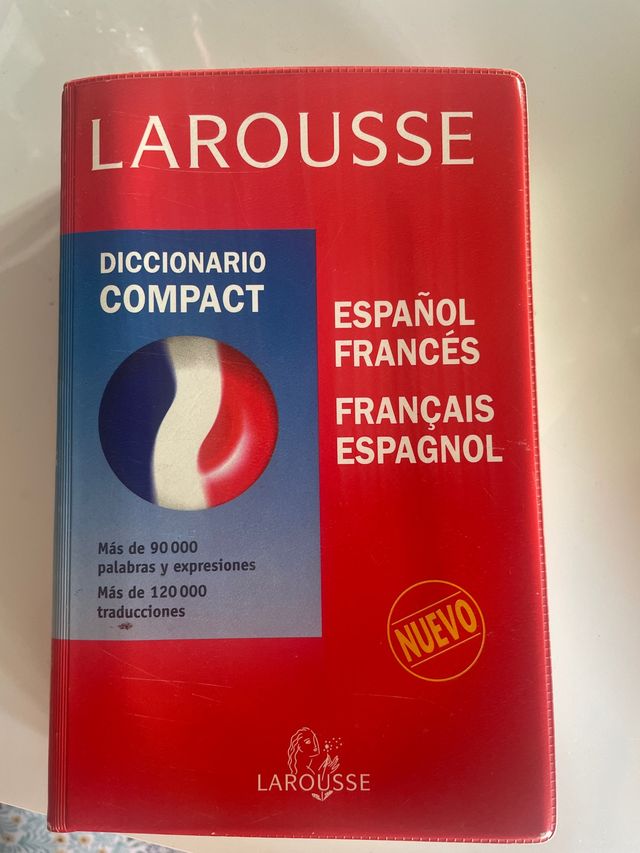 LAROUSSE
DICCIONARIO
COMPACT
ESPAÑOL
FRANCÉS
FRANÇAIS
ESPAGNOL
Más de 90 000
palabras y expresiones
Más de 120 000
traducciones
NUEVO
LAROUSSE